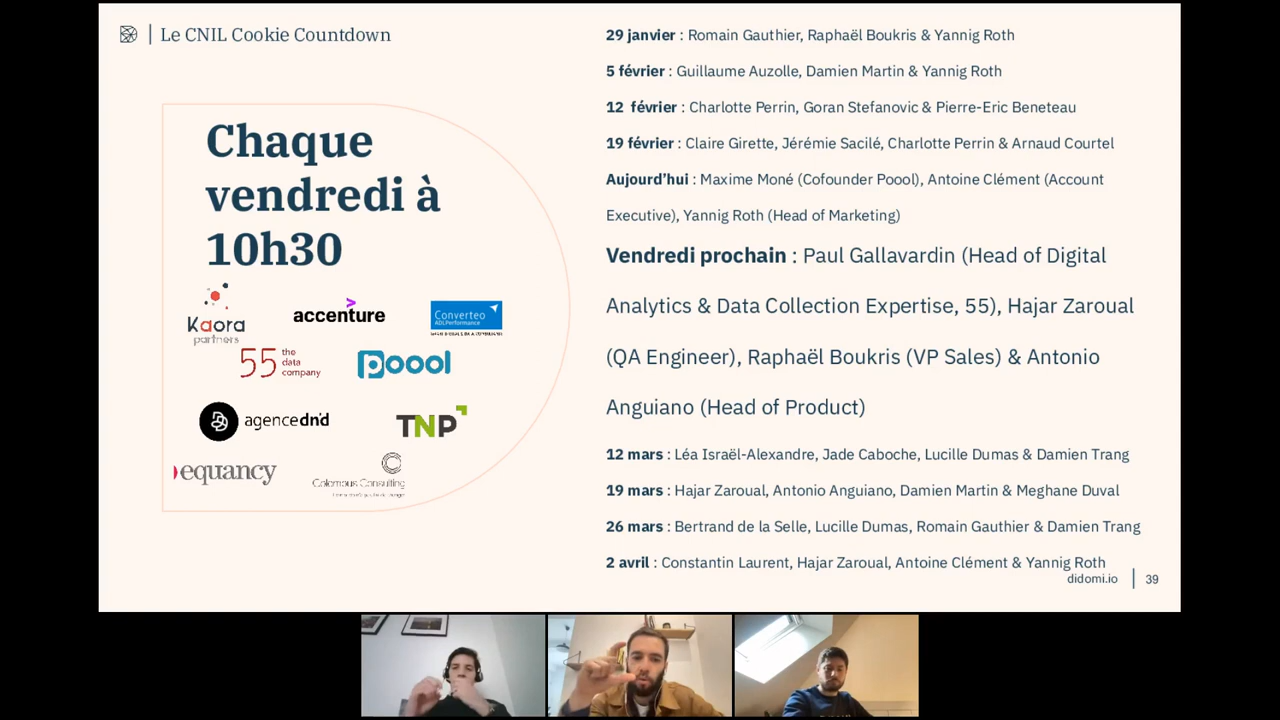 Le CNIL Cookie Countdown
Chaque
vendredi à
10h30
Kaora
partners
accenture
Converteo
ADLPerformance
55 the
data
company
poool
agencednd
TNP
equancy
Colomous Consulting
29 janvier : Romain Gauthier, Raphaël Boukris & Yannig Roth
5 février : Guillaume Auzolle, Damien Martin & Yannig Roth
12 février : Charlotte Perrin, Goran Stefanovic & Pierre-Eric Beneteau
19 février : Claire Girette, Jérémie Sacilé, Charlotte Perrin & Arnaud Courtel
Aujourd’hui : Maxime Moné (Cofounder Poool), Antoine Clément (Account
Executive), Yannig Roth (Head of Marketing)
Vendredi prochain : Paul Gallavardin (Head of Digital
Analytics & Data Collection Expertise, 55), Hajar Zaroual
(QA Engineer), Raphaël Boukris (VP Sales) & Antonio
Anguiano (Head of Product)
12 mars : Léa Israël-Alexandre, Jade Caboche, Lucille Dumas & Damien Trang
19 mars : Hajar Zaroual, Antonio Anguiano, Damien Martin & Meghane Duval
26 mars : Bertrand de la Selle, Lucille Dumas, Romain Gauthier & Damien Trang
2 avril : Constantin Laurent, Hajar Zaroual, Antoine Clément & Yannig Roth
didomi.io
39